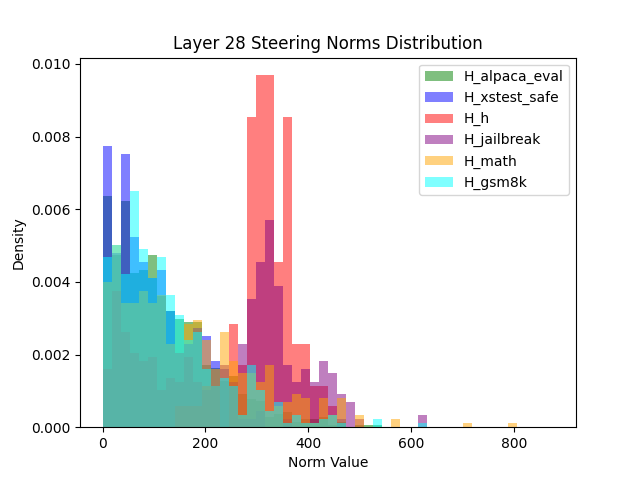 Layer 28 Steering Norms Distribution
H_alpaca_eval
H_xstest_safe
H_h
H_jailbreak
H_math
H_gsm8k
0.010
0.008
0.006
0.004
0.002
0.000
Density
0
200
400
600
800
Norm Value